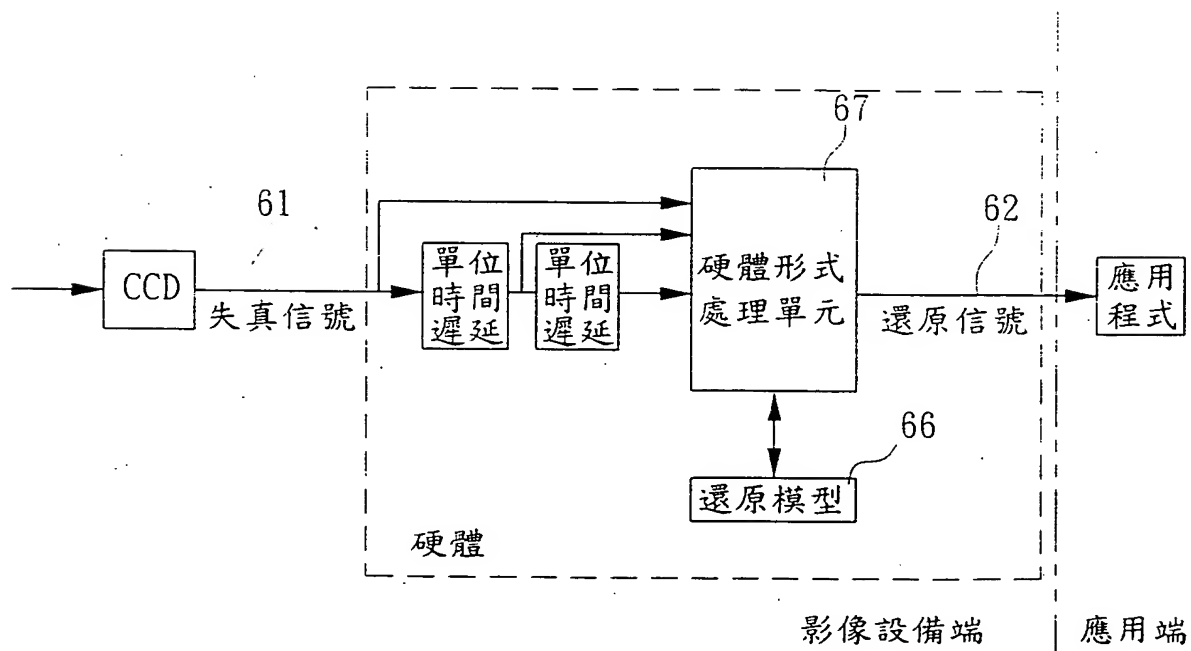 67
61
62
CCD
失真信號
單位
時間
遲延
單位
時間
遲延
硬體形式
處理單元
還原信號
應用
程式
66
還原模型
硬體
影像設備端
應用端